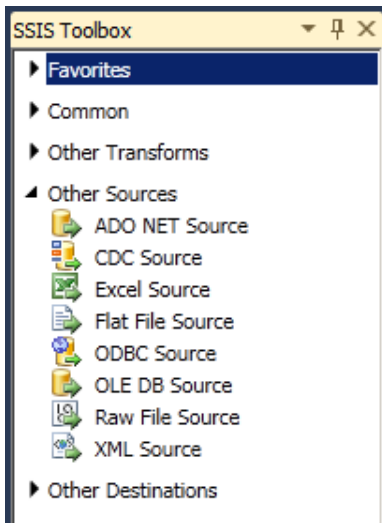 SSIS Toolbox
Favorites
Common
Other Transforms
Other Sources
ADO NET Source
CDC Source
Excel Source
Flat File Source
ODBC Source
OLE DB Source
Raw File Source
XML Source
Other Destinations